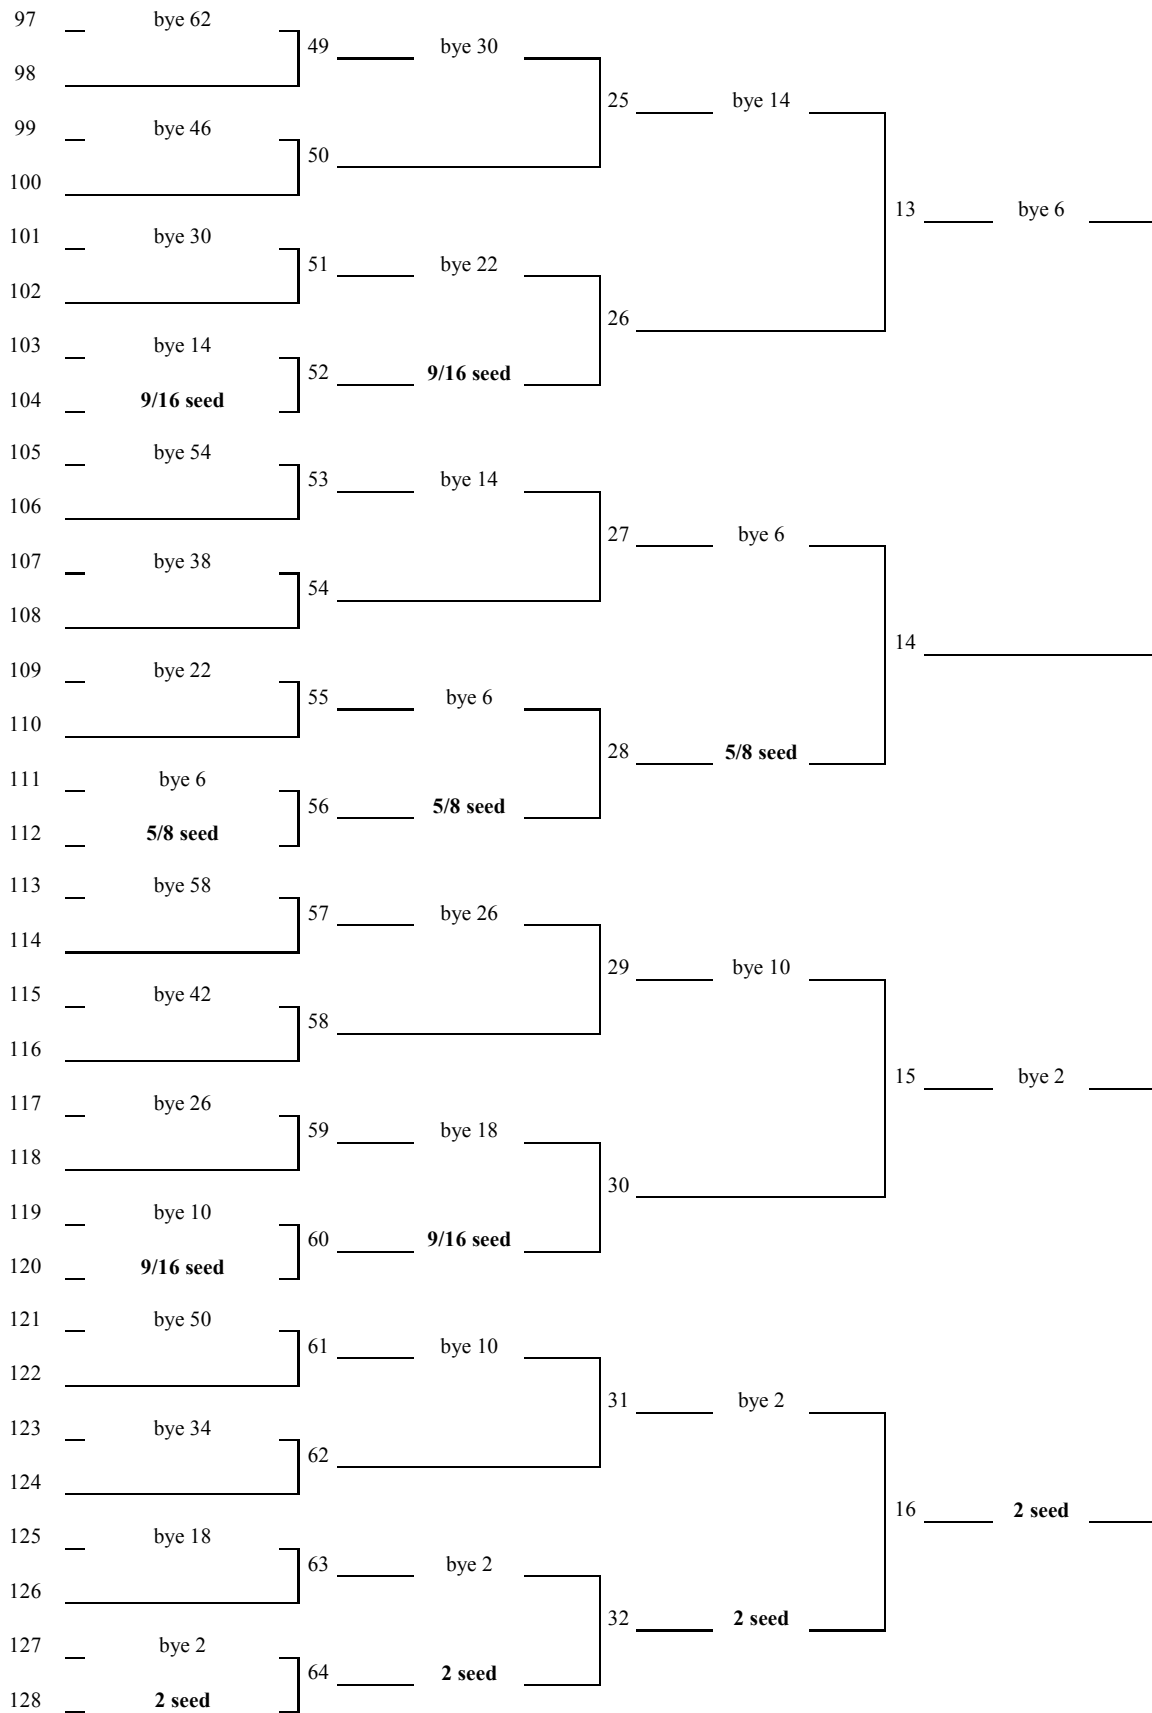 97 bye 62
49 bye 30
98
25 bye 14
99 bye 46
50
100
13 bye 6
101 bye 30
51 bye 22
102
26
103 bye 14
52 9/16 seed
104 9/16 seed
105 bye 54
53 bye 14
106
27 bye 6
107 bye 38
54
108
14
109 bye 22
55 bye 6
110
28 5/8 seed
111 bye 6
56 5/8 seed
112 5/8 seed
113 bye 58
57 bye 26
114
29 bye 10
115 bye 42
58
116
15 bye 2
117 bye 26
59 bye 18
118
30
119 bye 10
60 9/16 seed
120 9/16 seed
121 bye 50
61 bye 10
122
31 bye 2
123 bye 34
62
124
16 2 seed
125 bye 18
63 bye 2
126
32 2 seed
127 bye 2
64 2 seed
128 2 seed